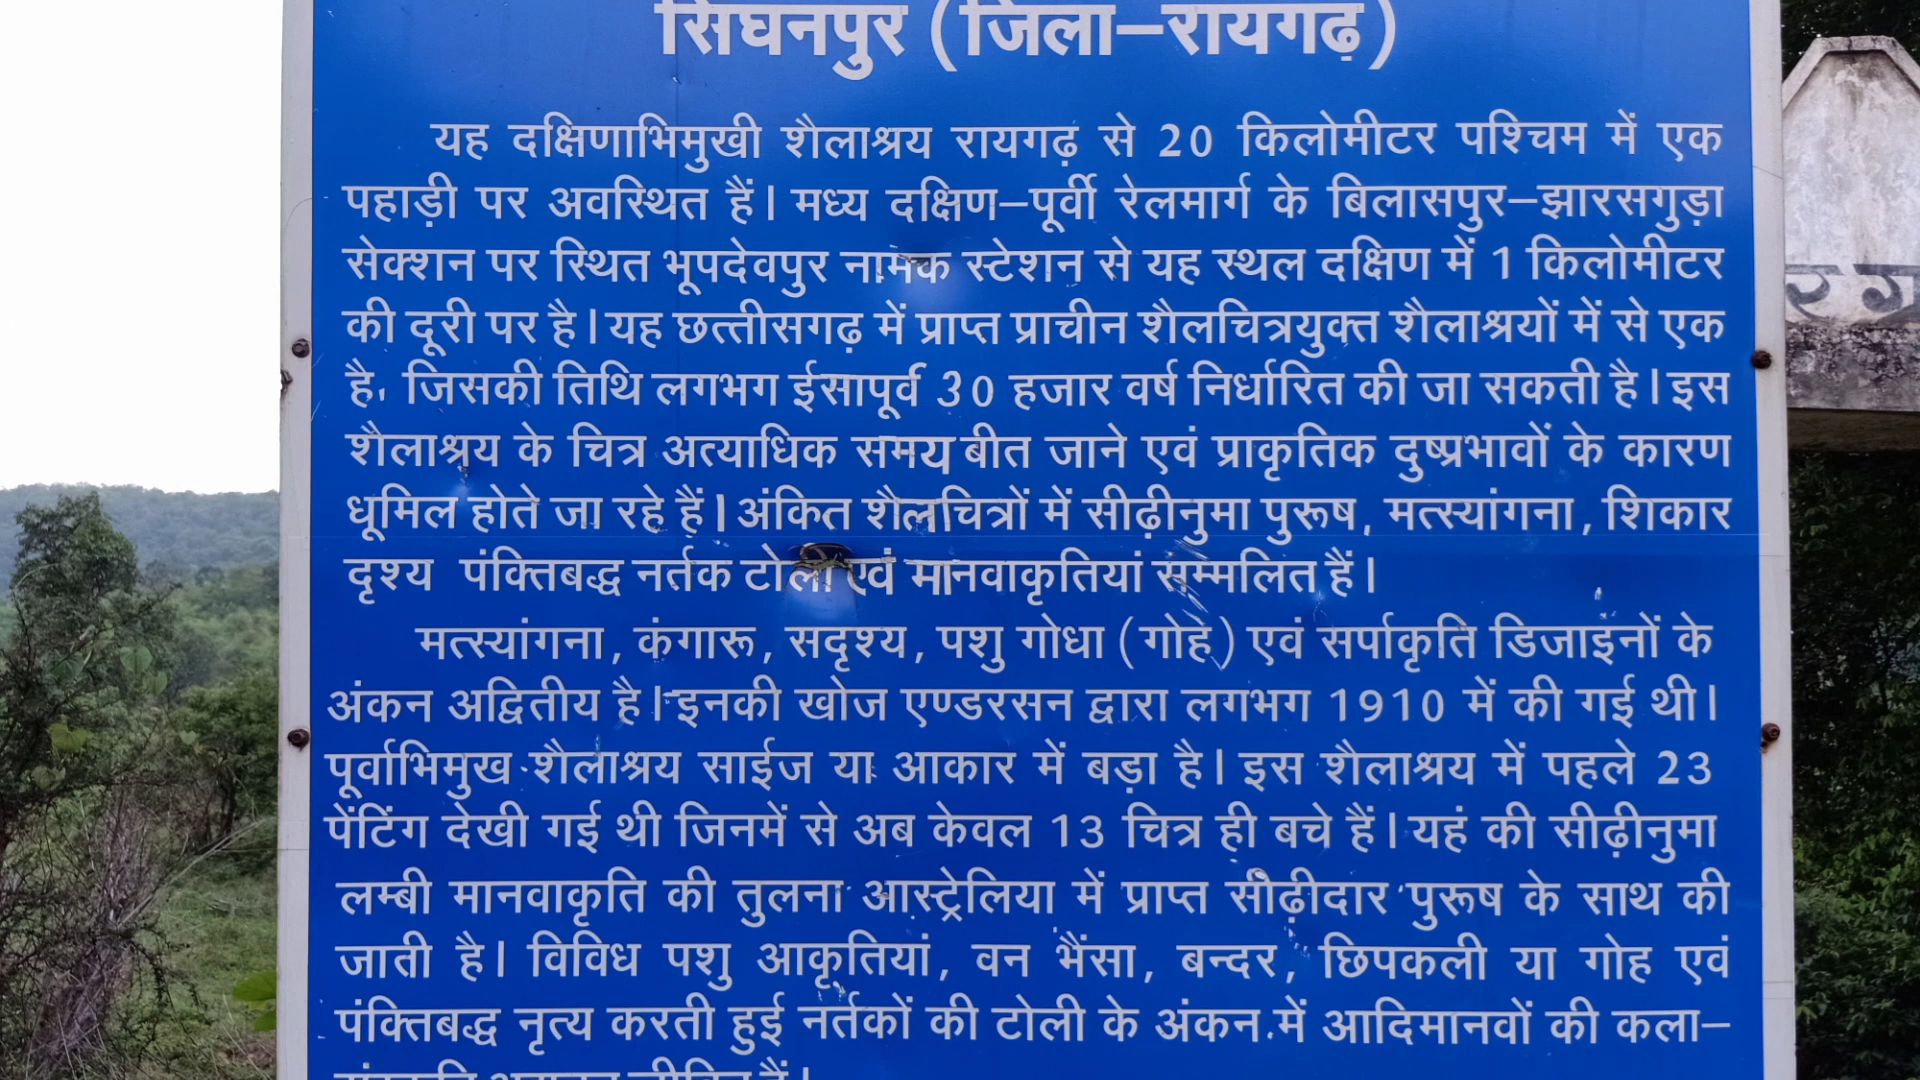 सिंघनपुर (जिला–रायगढ़)
यह दक्षिणाभिमुखी शैलाश्रय रायगढ़ से 20 किलोमीटर पश्चिम में एक
पहाड़ी पर अवस्थित हैं। मध्य दक्षिण–पूर्वी रेलमार्ग के बिलासपुर–झारसगुड़ा
सेक्शन पर स्थित भूपदेवपुर नामक स्टेशन से यह स्थल दक्षिण में 1 किलोमीटर
की दूरी पर है। यह छत्तीसगढ़ में प्राप्त प्राचीन शैलचित्रयुक्त शैलाश्रयों में से एक
है, जिसकी तिथि लगभग ईसापूर्व 30 हजार वर्ष निर्धारित की जा सकती है। इस
शैलाश्रय के चित्र अत्याधिक समय बीत जाने एवं प्राकृतिक दुष्प्रभावों के कारण
धूमिल होते जा रहे हैं। अंकित शैलचित्रों में सीढ़ीनुमा पुरूष, मत्स्यांगना, शिकार
दृश्य पंक्तिबद्ध नर्तक टोली एवं मानवाकृतियां सम्मलित हैं।
मत्स्यांगना, कंगारू, सदृश्य, पशु गोधा (गोह) एवं सर्पाकृति डिजाइनों के
अंकन अद्वितीय है। इनकी खोज एण्डरसन द्वारा लगभग 1910 में की गई थी।
पूर्वाभिमुख शैलाश्रय साईज या आकार में बड़ा है। इस शैलाश्रय में पहले 23
पेंटिंग देखी गई थी जिनमें से अब केवल 13 चित्र ही बचे हैं। यहं की सीढ़ीनुमा
लम्बी मानवाकृति की तुलना आस्ट्रेलिया में प्राप्त सीढ़ीदार पुरूष के साथ की
जाती है। विविध पशु आकृतियां, वन भैंसा, बन्दर, छिपकली या गोह एवं
पंक्तिबद्ध नृत्य करती हुई नर्तकों की टोली के अंकन में आदिमानवों की कला–